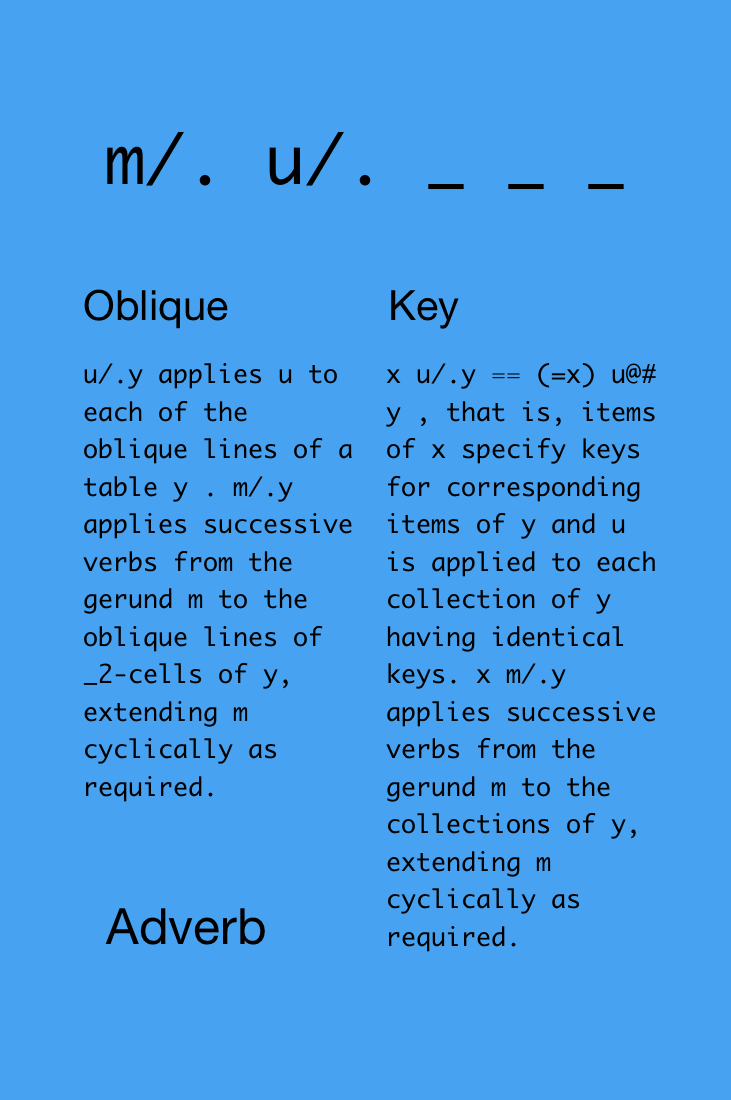 m/. u/. _ _ _
Oblique
u/.y applies u to
each of the
oblique lines of a
table y . m/.y
applies successive
verbs from the
gerund m to the
oblique lines of
_2-cells of y,
extending m
cyclically as
required.
Key
x u/.y == (=x) u@#
y , that is, items
of x specify keys
for corresponding
items of y and u
is applied to each
collection of y
having identical
keys. x m/.y
applies successive
verbs from the
gerund m to the
collections of y,
extending m
cyclically as
required.
Adverb